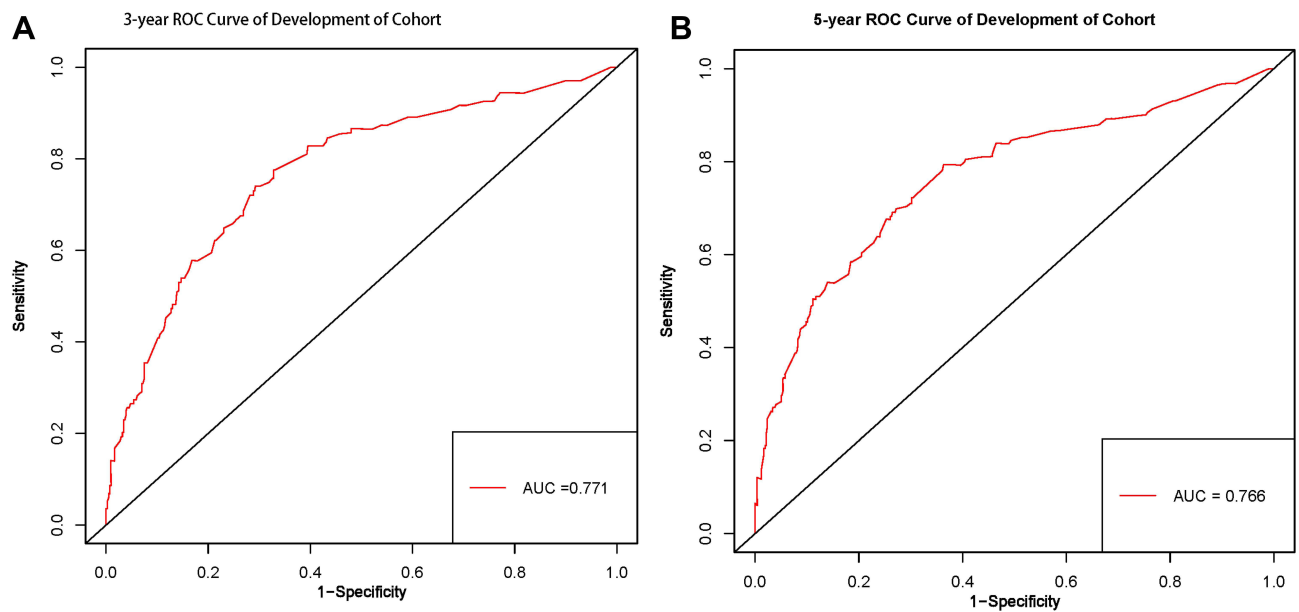 A
3-year ROC Curve of Development of Cohort
Sensitivity
1.0
0.8
0.6
0.4
0.2
0.0
AUC =0.771
0.0 0.2 0.4 0.6 0.8 1.0
1−Specificity
B
5-year ROC Curve of Development of Cohort
Sensitivity
1.0
0.8
0.6
0.4
0.2
0.0
AUC = 0.766
0.0 0.2 0.4 0.6 0.8 1.0
1−Specificity